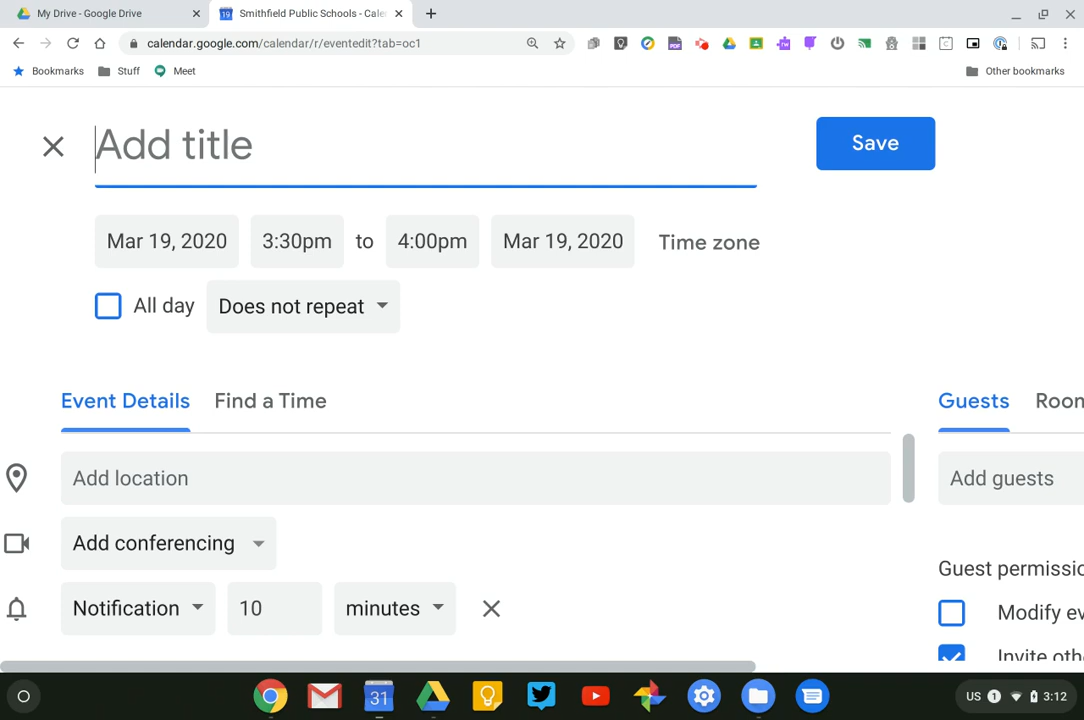 My Drive - Google Drive
Smithfield Public Schools - Cale
calendar.google.com/calendar/r/eventedit?tab=oc1
Bookmarks
Stuff
Meet
Other bookmarks
Add title
Save
Mar 19, 2020
3:30pm
to
4:00pm
Mar 19, 2020
Time zone
All day
Does not repeat
Event Details
Find a Time
Guests
Room
Add location
Add guests
Add conferencing
Guest permissio
Notification
10
minutes
Modify ev
Invite oth
31
US
1
3:12